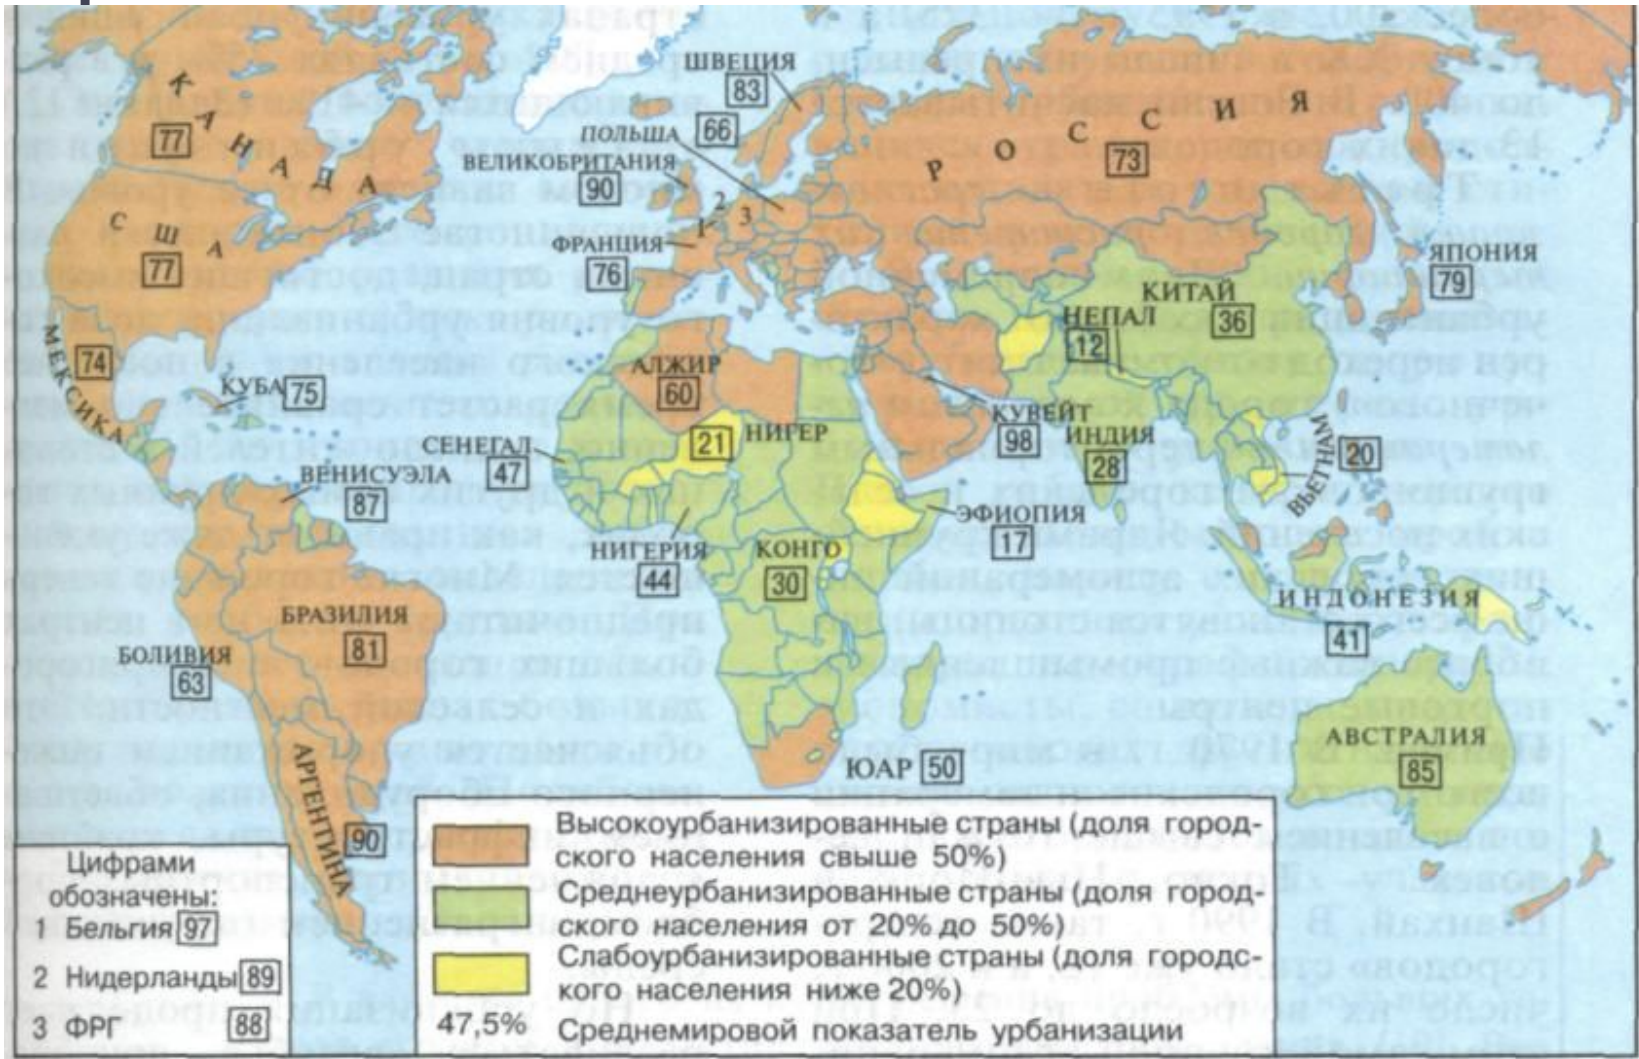 КАНАДА
77
США
77
МЕКСИКА
74
КУБА 75
ВЕНИСУЭЛА
87
БРАЗИЛИЯ
81
БОЛИВИЯ
63
АРГЕНТИНА
90
ШВЕЦИЯ
83
ПОЛЬША
66
ВЕЛИКОБРИТАНИЯ
90
1
2
3
ФРАНЦИЯ
76
РОССИЯ
73
ЯПОНИЯ
79
КИТАЙ
36
НЕПАЛ
12
АЛЖИР
60
21 НИГЕР
СЕНЕГАЛ
47
НИГЕРИЯ
44
КОНГО
30
КУВЕЙТ
98
ИНДИЯ
28
ЭФИОПИЯ
17
ВЬЕТНАМ
20
ИНДОНЕЗИЯ
41
АВСТРАЛИЯ
85
ЮАР 50
Цифрами
обозначены:
1 Бельгия 97
2 Нидерланды 89
3 ФРГ 88
Высокоурбанизированные страны (доля город-
ского населения свыше 50%)
Среднеурбанизированные страны (доля город-
ского населения от 20% до 50%)
Слабоурбанизированные страны (доля городс-
кого населения ниже 20%)
47,5% Среднемировой показатель урбанизации